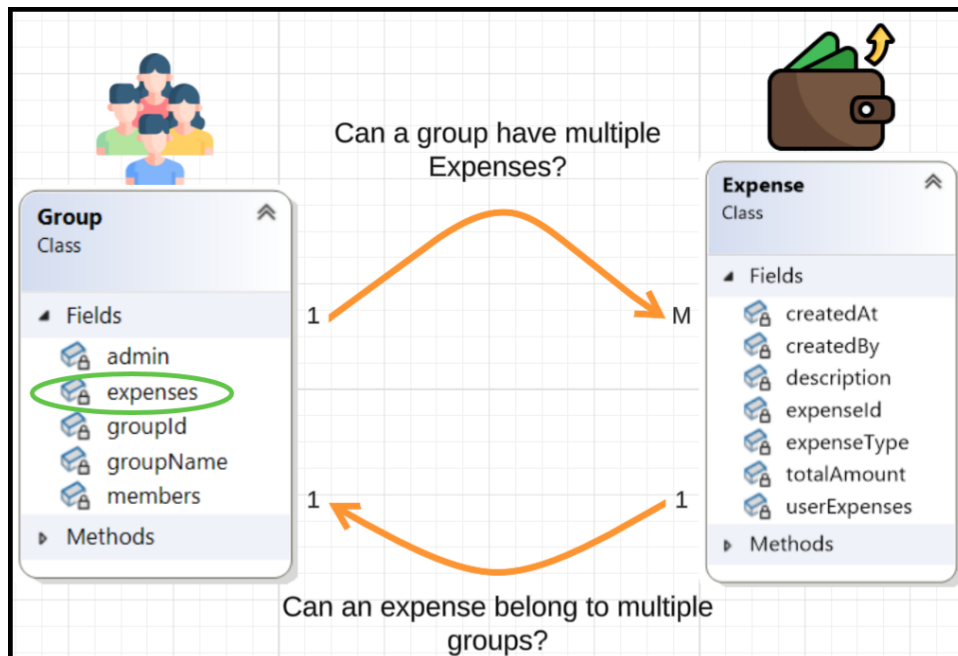 Can a group have multiple
Expenses?
Group
Class
Fields
admin
expenses
groupId
groupName
members
Methods
1
M
1
1
Expense
Class
Fields
createdAt
createdBy
description
expenseId
expenseType
totalAmount
userExpenses
Methods
Can an expense belong to multiple
groups?